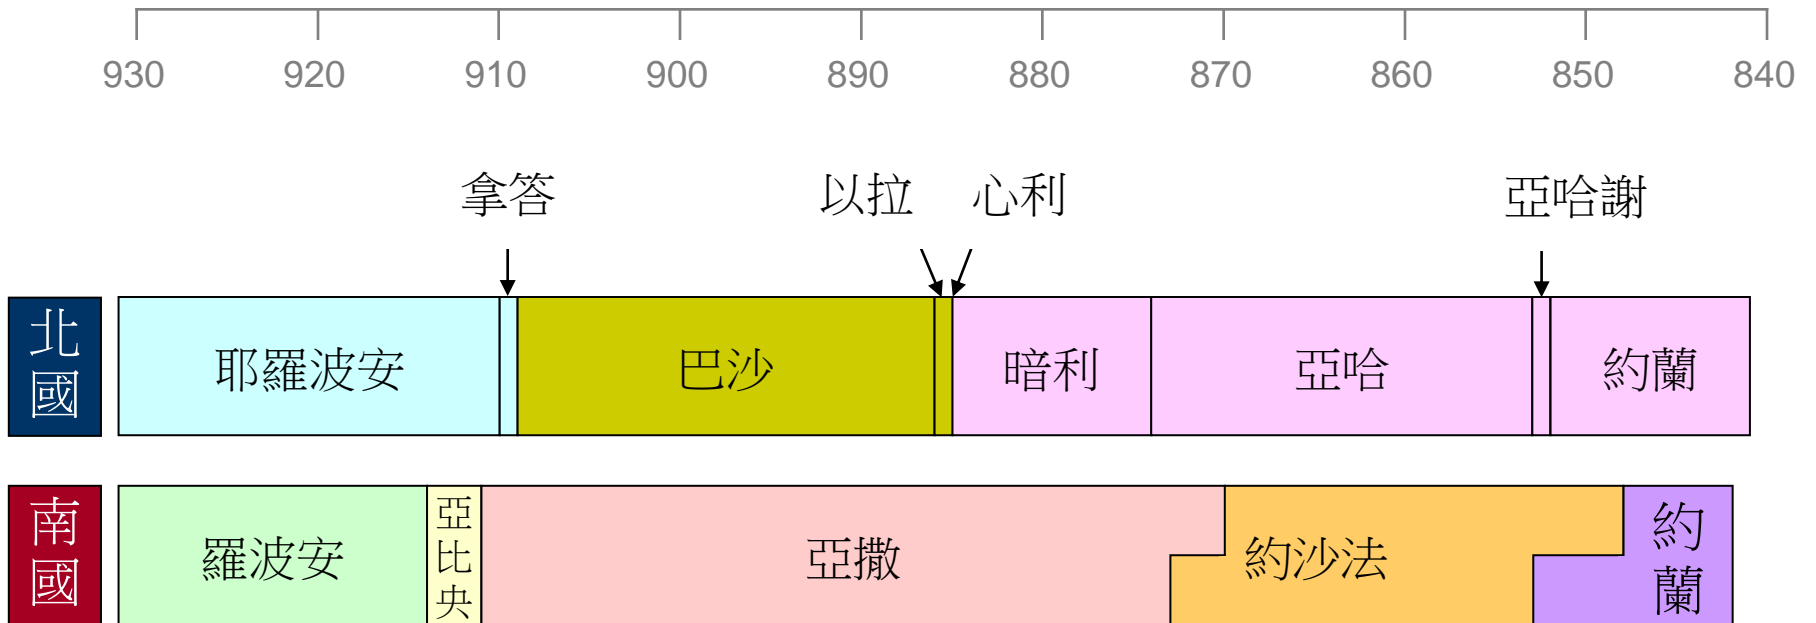 930 920 910 900 890 880 870 860 850 840
拿答 以拉 心利 亞哈謝
北國 耶羅波安 巴沙 暗利 亞哈 約蘭
南國 羅波安 亞比央 亞撒 約沙法 約蘭